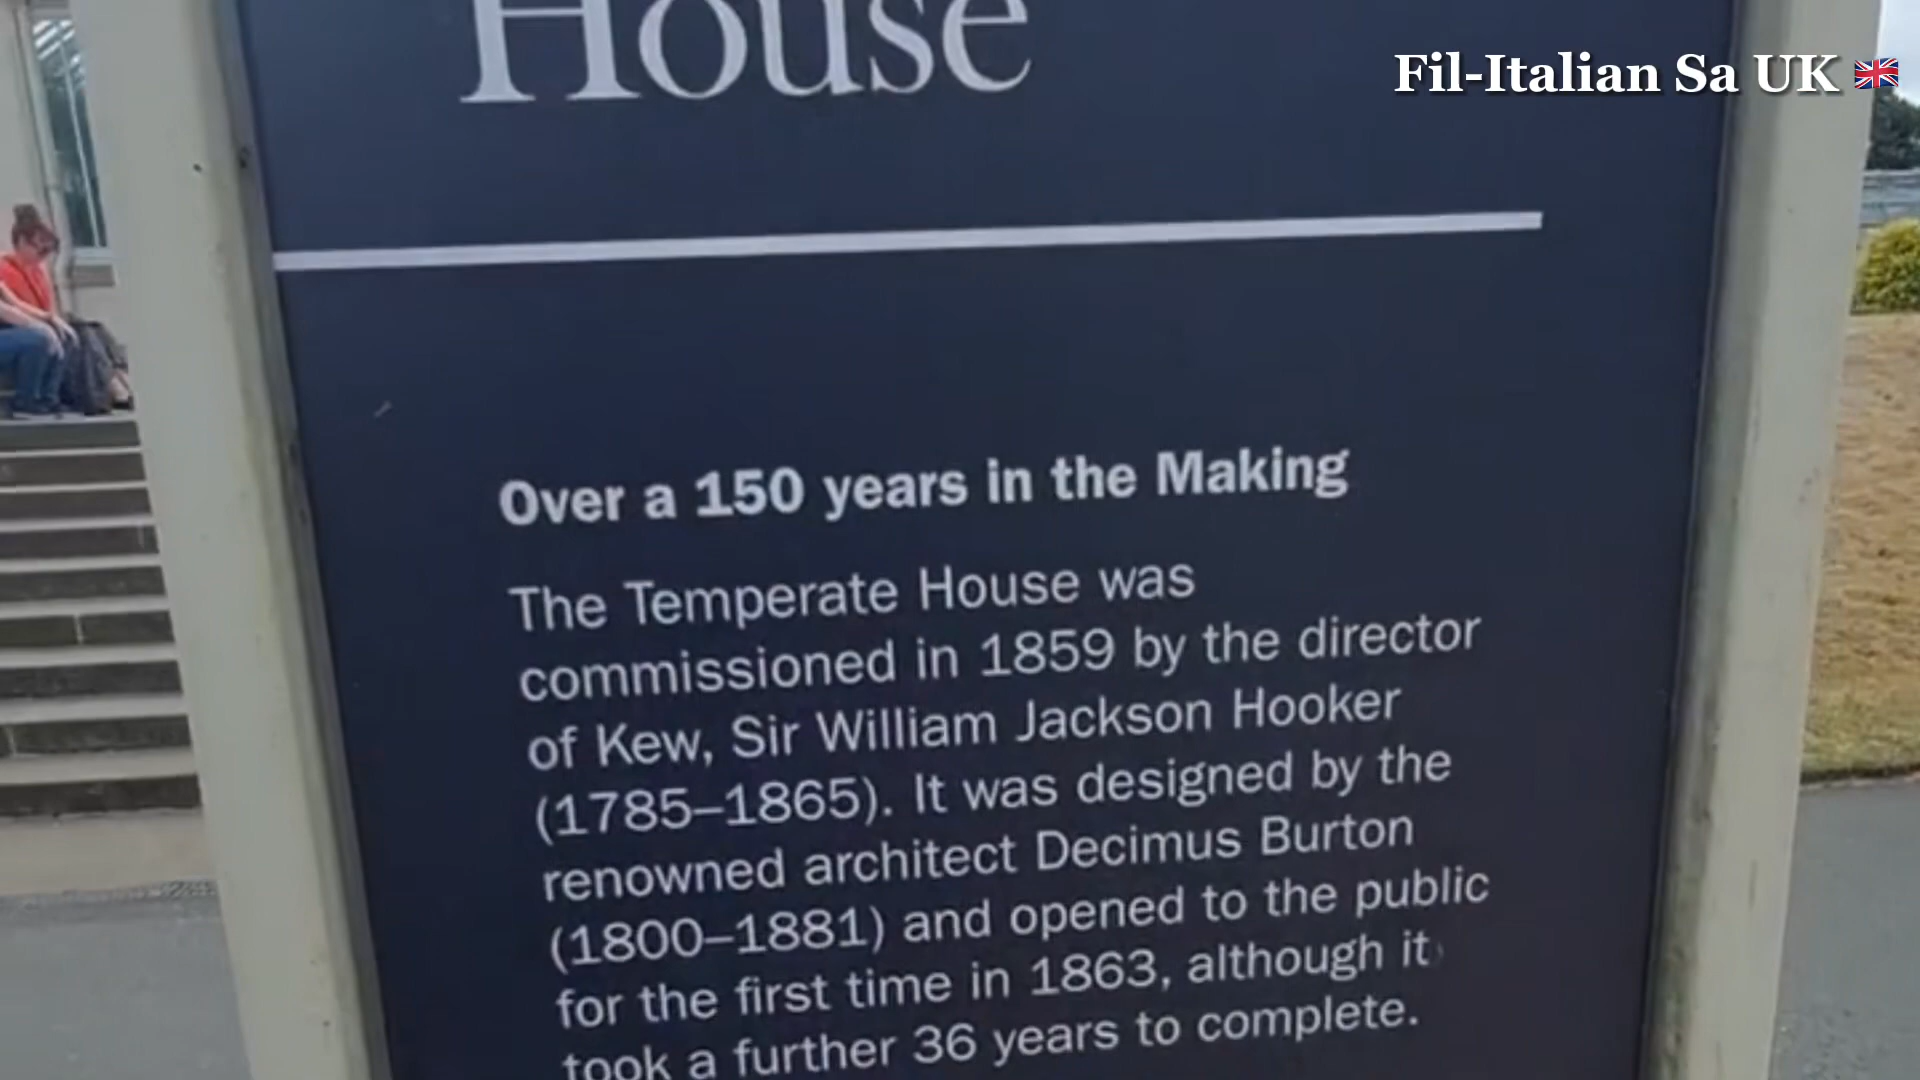 House
Fil-Italian Sa UK 🇬🇧
Over a 150 years in the Making
The Temperate House was
commissioned in 1859 by the director
of Kew, Sir William Jackson Hooker
(1785–1865). It was designed by the
renowned architect Decimus Burton
(1800–1881) and opened to the public
for the first time in 1863, although it
took a further 36 years to complete.